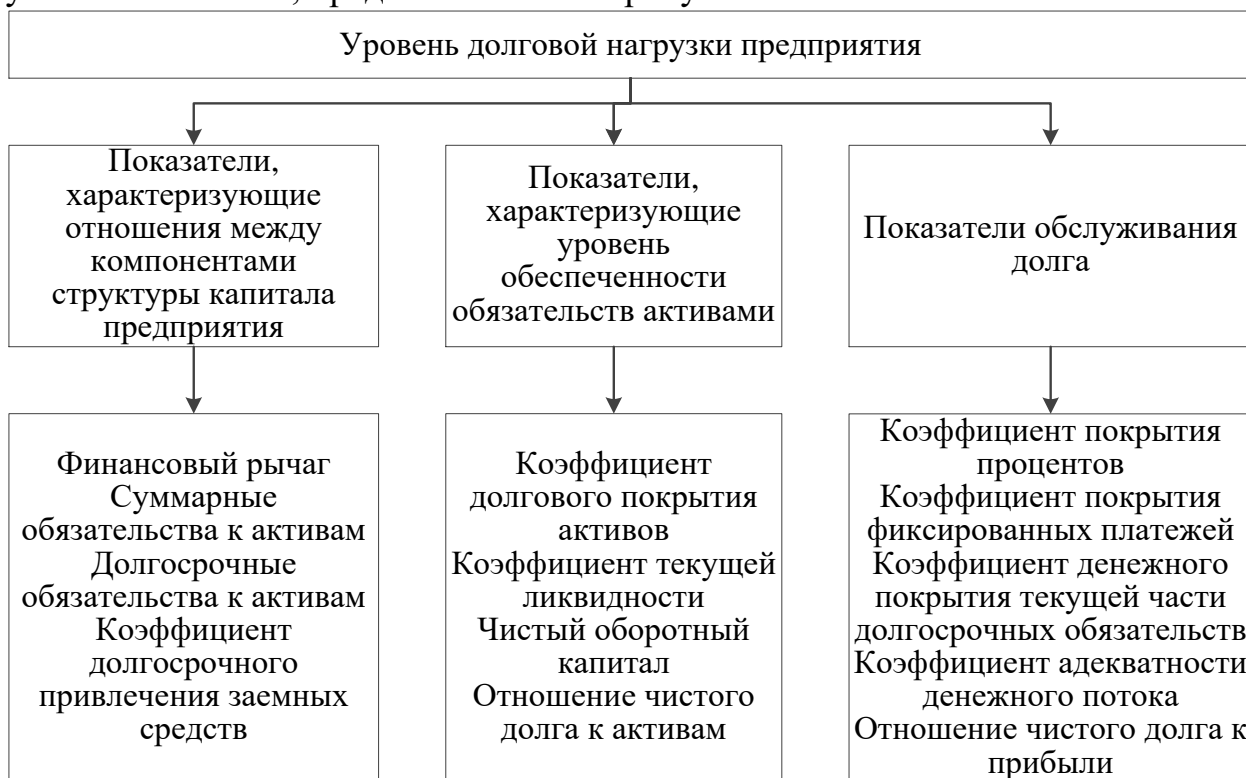 Уровень долговой нагрузки предприятия
Показатели,
характеризующие
отношения между
компонентами
структуры капитала
предприятия
Показатели,
характеризующие
уровень
обеспеченности
обязательств активами
Показатели обслуживания
долга
Финансовый рычаг
Суммарные
обязательства к активам
Долгосрочные
обязательства к активам
Коэффициент
долгосрочного
привлечения заемных
средств
Коэффициент
долгового покрытия
активов
Коэффициент текущей
ликвидности
Чистый оборотный
капитал
Отношение чистого
долга к активам
Коэффициент покрытия
процентов
Коэффициент покрытия
фиксированных платежей
Коэффициент денежного
покрытия текущей части
долгосрочных обязательств
Коэффициент адекватности
денежного потока
Отношение чистого долга к
прибыли